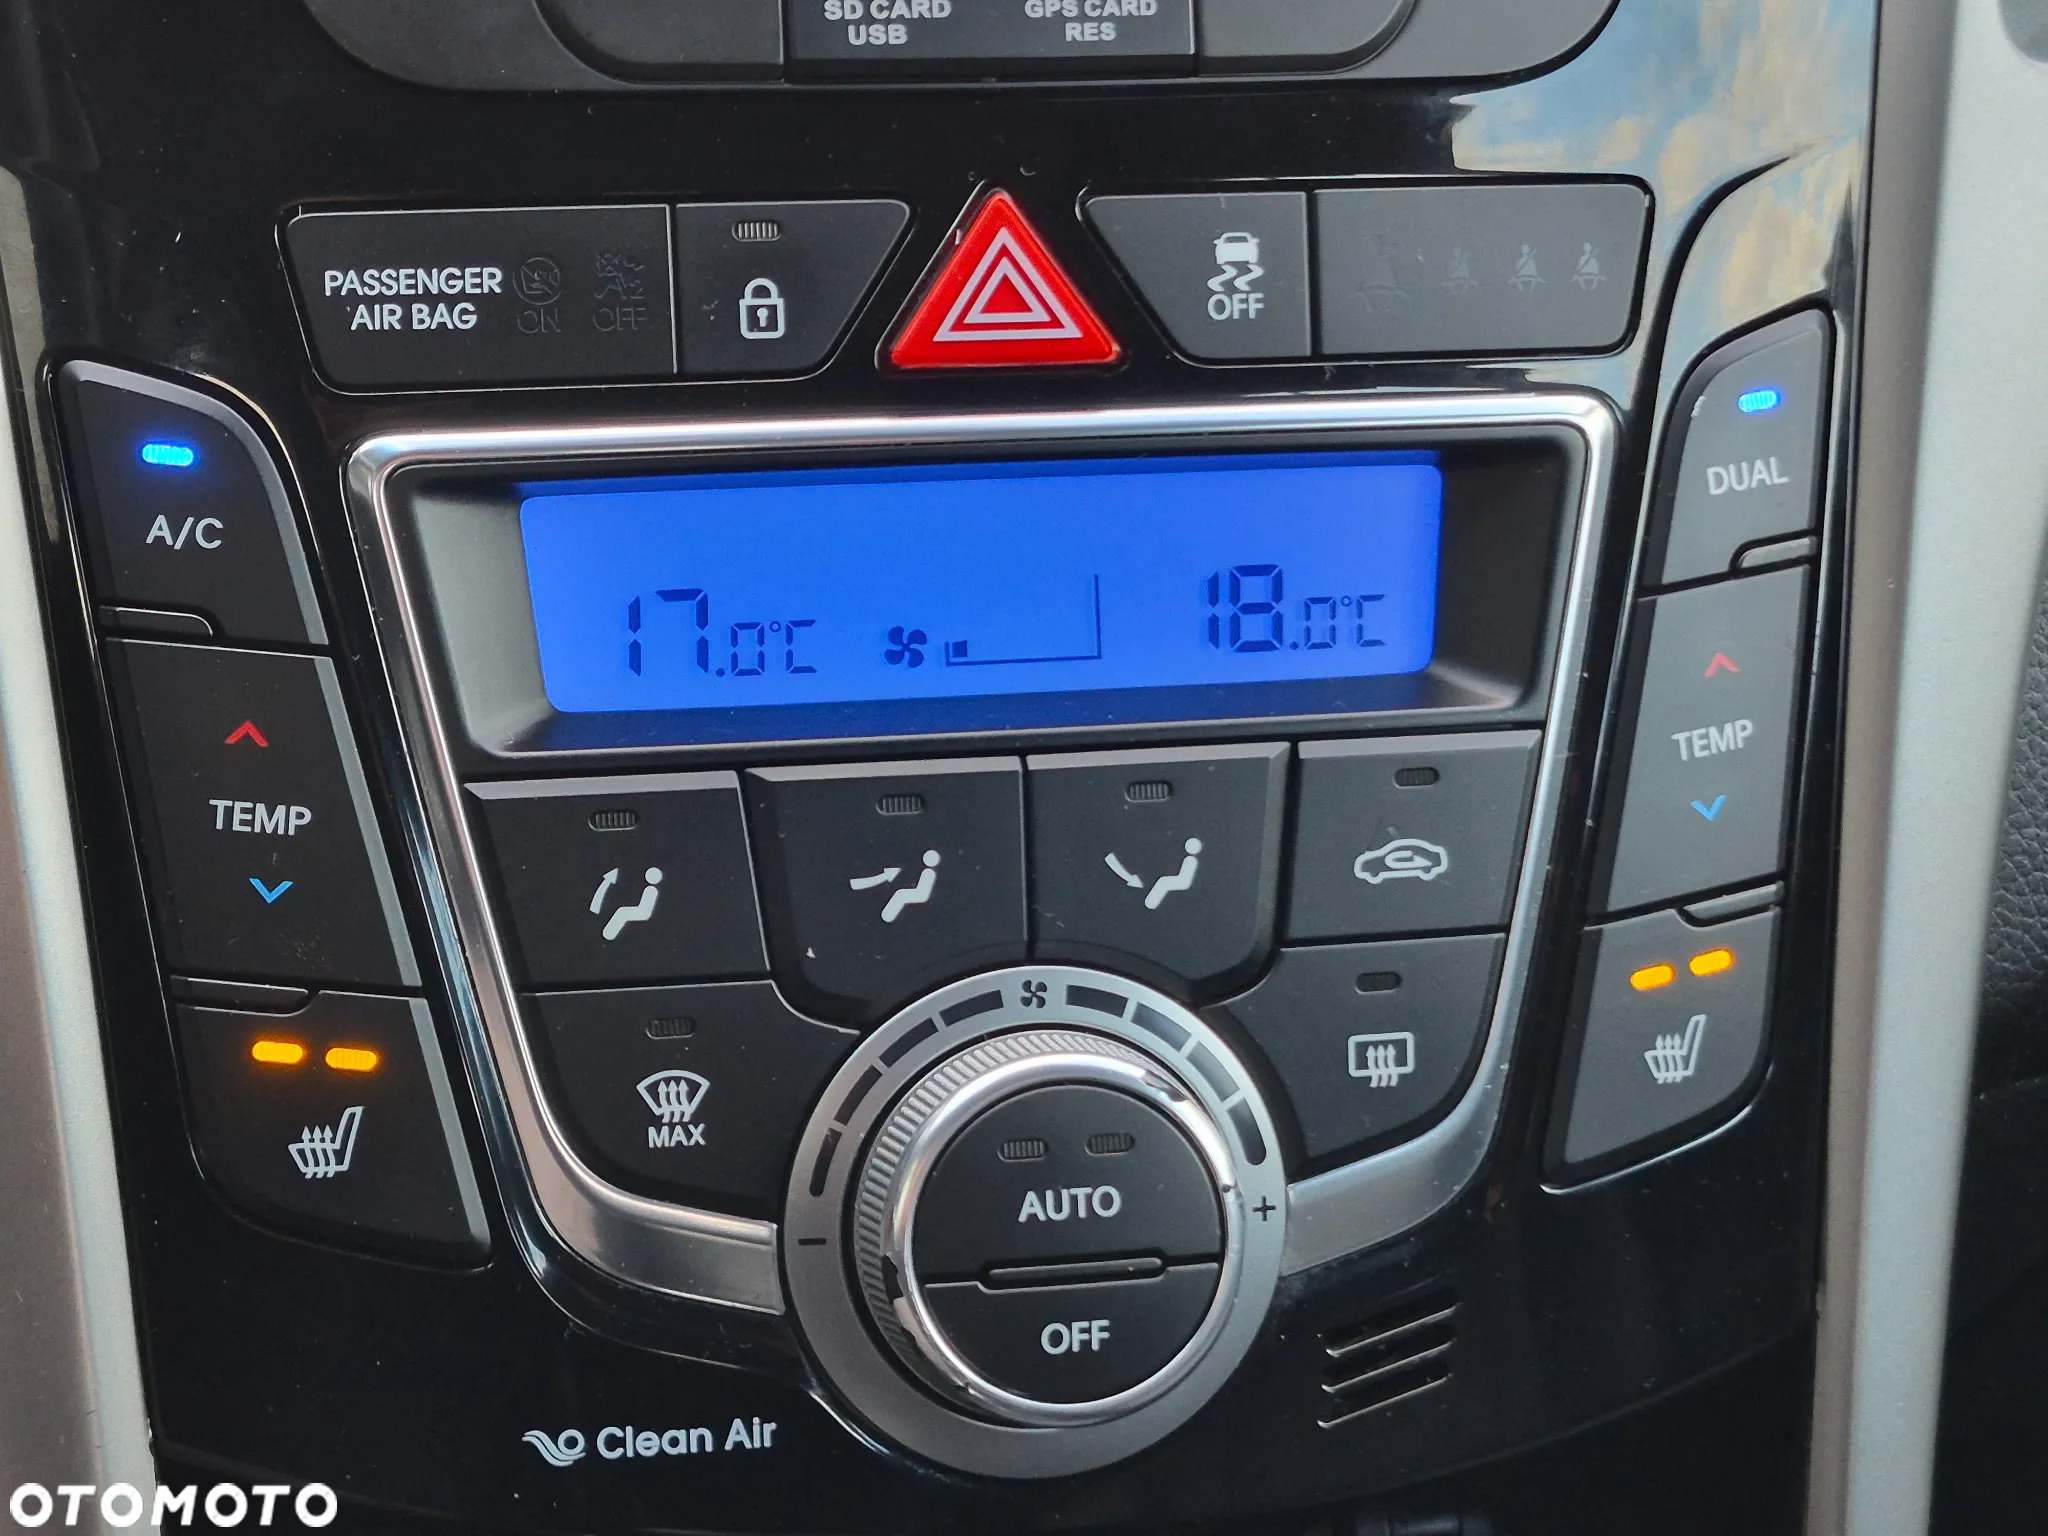 SD CARD
USB
GPS CARD
RES
PASSENGER
AIR BAG
ON
OFF
OFF
A/C
DUAL
17.0°C
18.0°C
TEMP
TEMP
MAX
AUTO
OFF
Clean Air
OTOMOTO